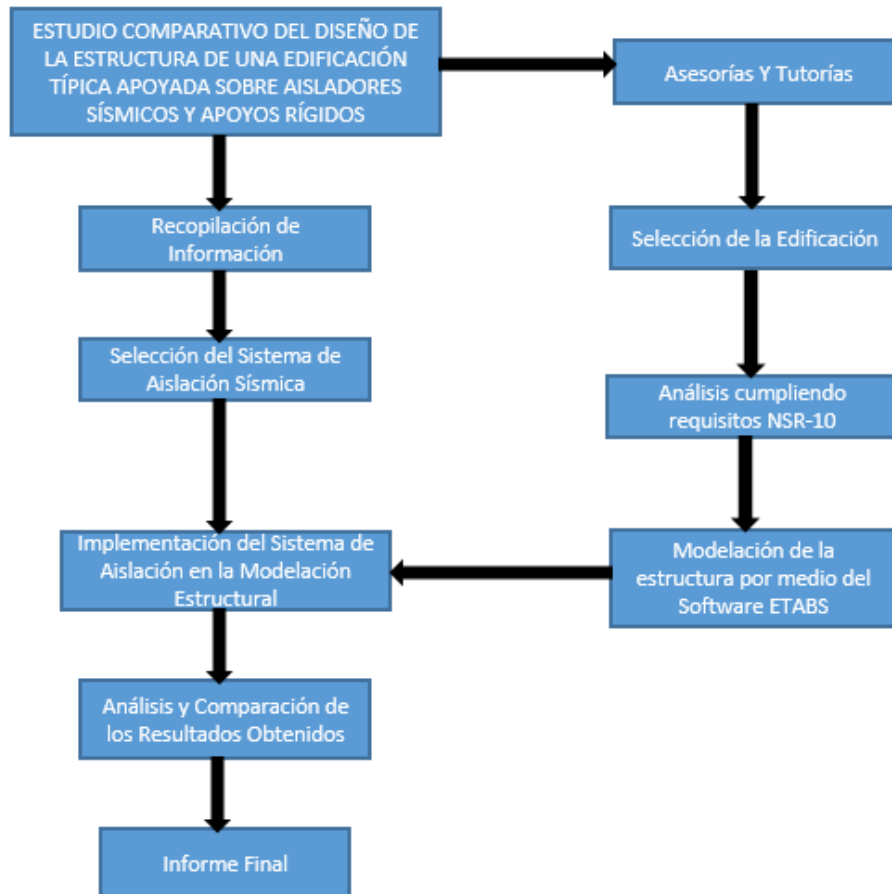 ESTUDIO COMPARATIVO DEL DISEÑO DE
LA ESTRUCTURA DE UNA EDIFICACIÓN
TÍPICA APOYADA SOBRE AISLADORES
SÍSMICOS Y APOYOS RÍGIDOS
Asesorías Y Tutorías
Recopilación de
Información
Selección de la Edificación
Selección del Sistema de
Aislación Sísmica
Análisis cumpliendo
requisitos NSR-10
Implementación del Sistema de
Aislación en la Modelación
Estructural
Modelación de la
estructura por medio del
Software ETABS
Análisis y Comparación de
los Resultados Obtenidos
Informe Final